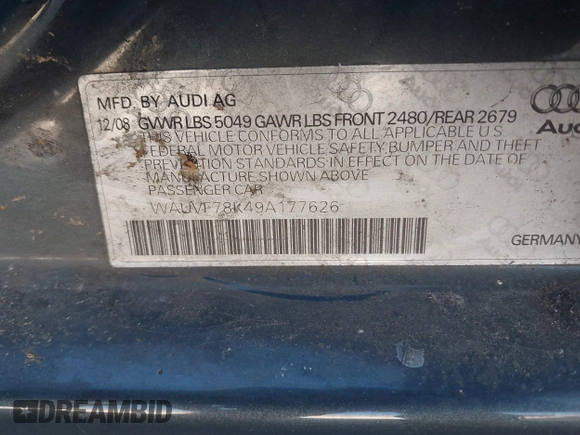 MFD. BY AUDI AG
12/08 GVWR LBS 5049 GAWR LBS FRONT 2480/REAR 2679
THIS VEHICLE CONFORMS TO ALL APPLICABLE U S
FEDERAL MOTOR VEHICLE SAFETY, BUMPER AND THEFT
PREVENTION STANDARDS IN EFFECT ON THE DATE OF
MANUFACTURE SHOWN ABOVE
PASSENGER CAR
WAUVF78K49A177626
GERMANY
DREAMBID